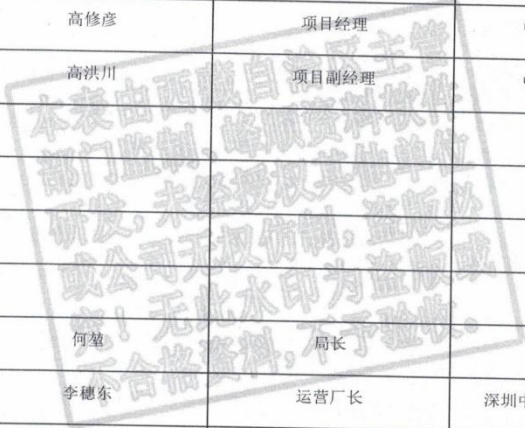 高修彦 项目经理
高洪川 项目副经理
本表由西藏自治区主管
部门监制、峰顺资料软件
研发，未经授权其他单位
或公司无权仿制，盗版必
究！无此水印为盗版或
不合格资料，不予验收。
何堃 局长
李穗东 运营厂长 深圳中